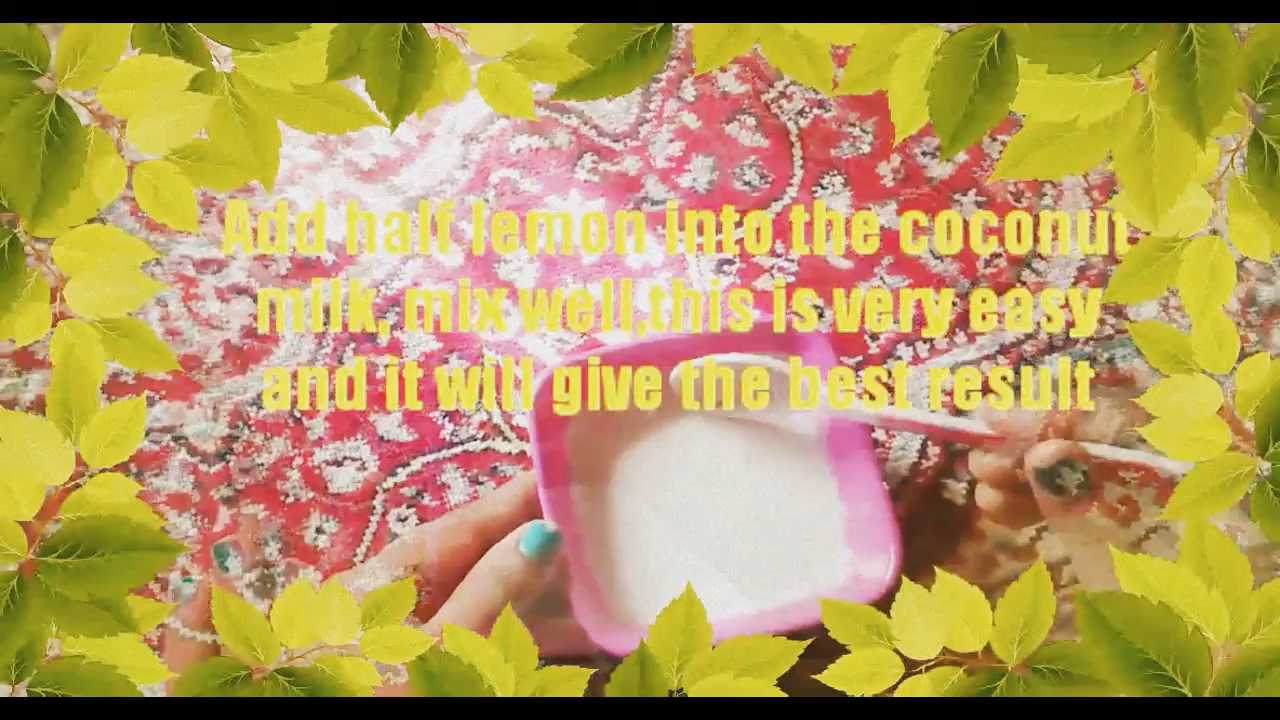 Add half lemon into the coconut
milk, mix well,this is very easy
and it will give the best result